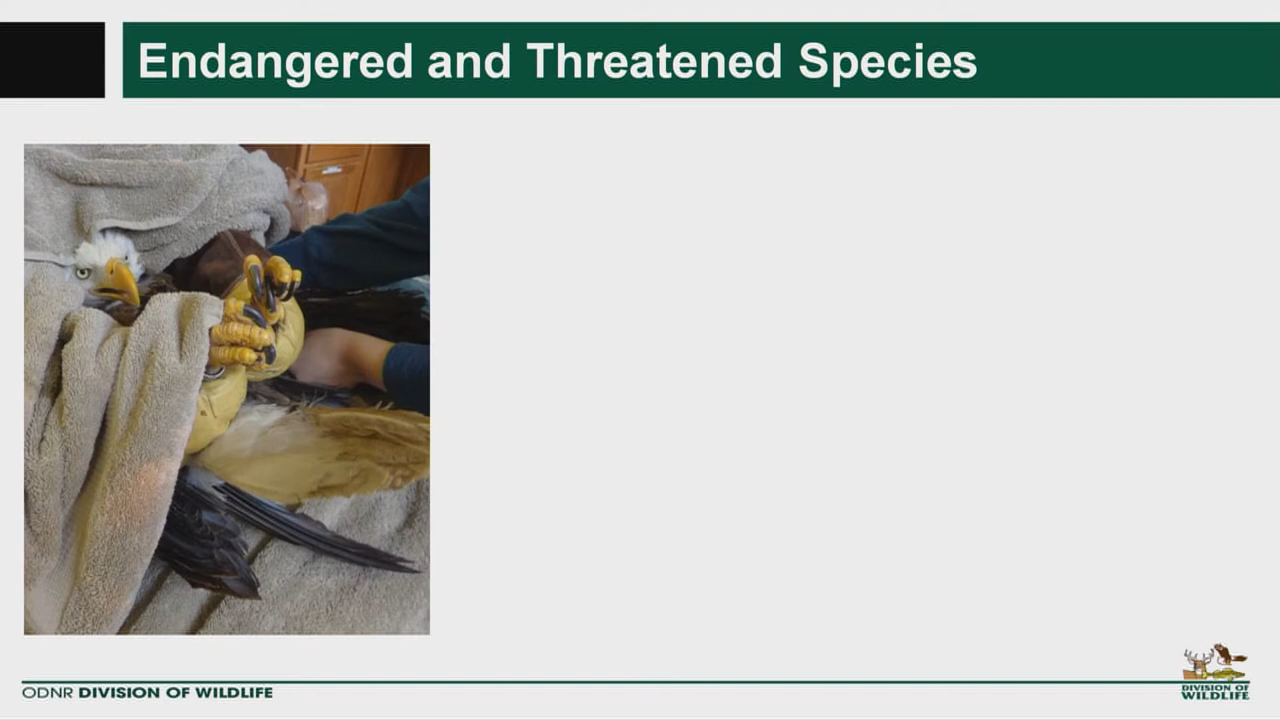 Endangered and Threatened Species
ODNR DIVISION OF WILDLIFE
DIVISION OF
WILDLIFE